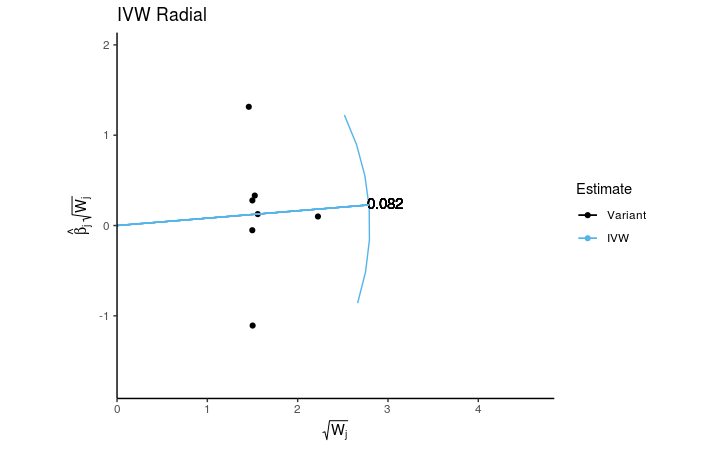 IVW Radial
2
1
0
-1
β̂j√Wj
0.082
0
1
2
3
4
√Wj
Estimate
Variant
IVW